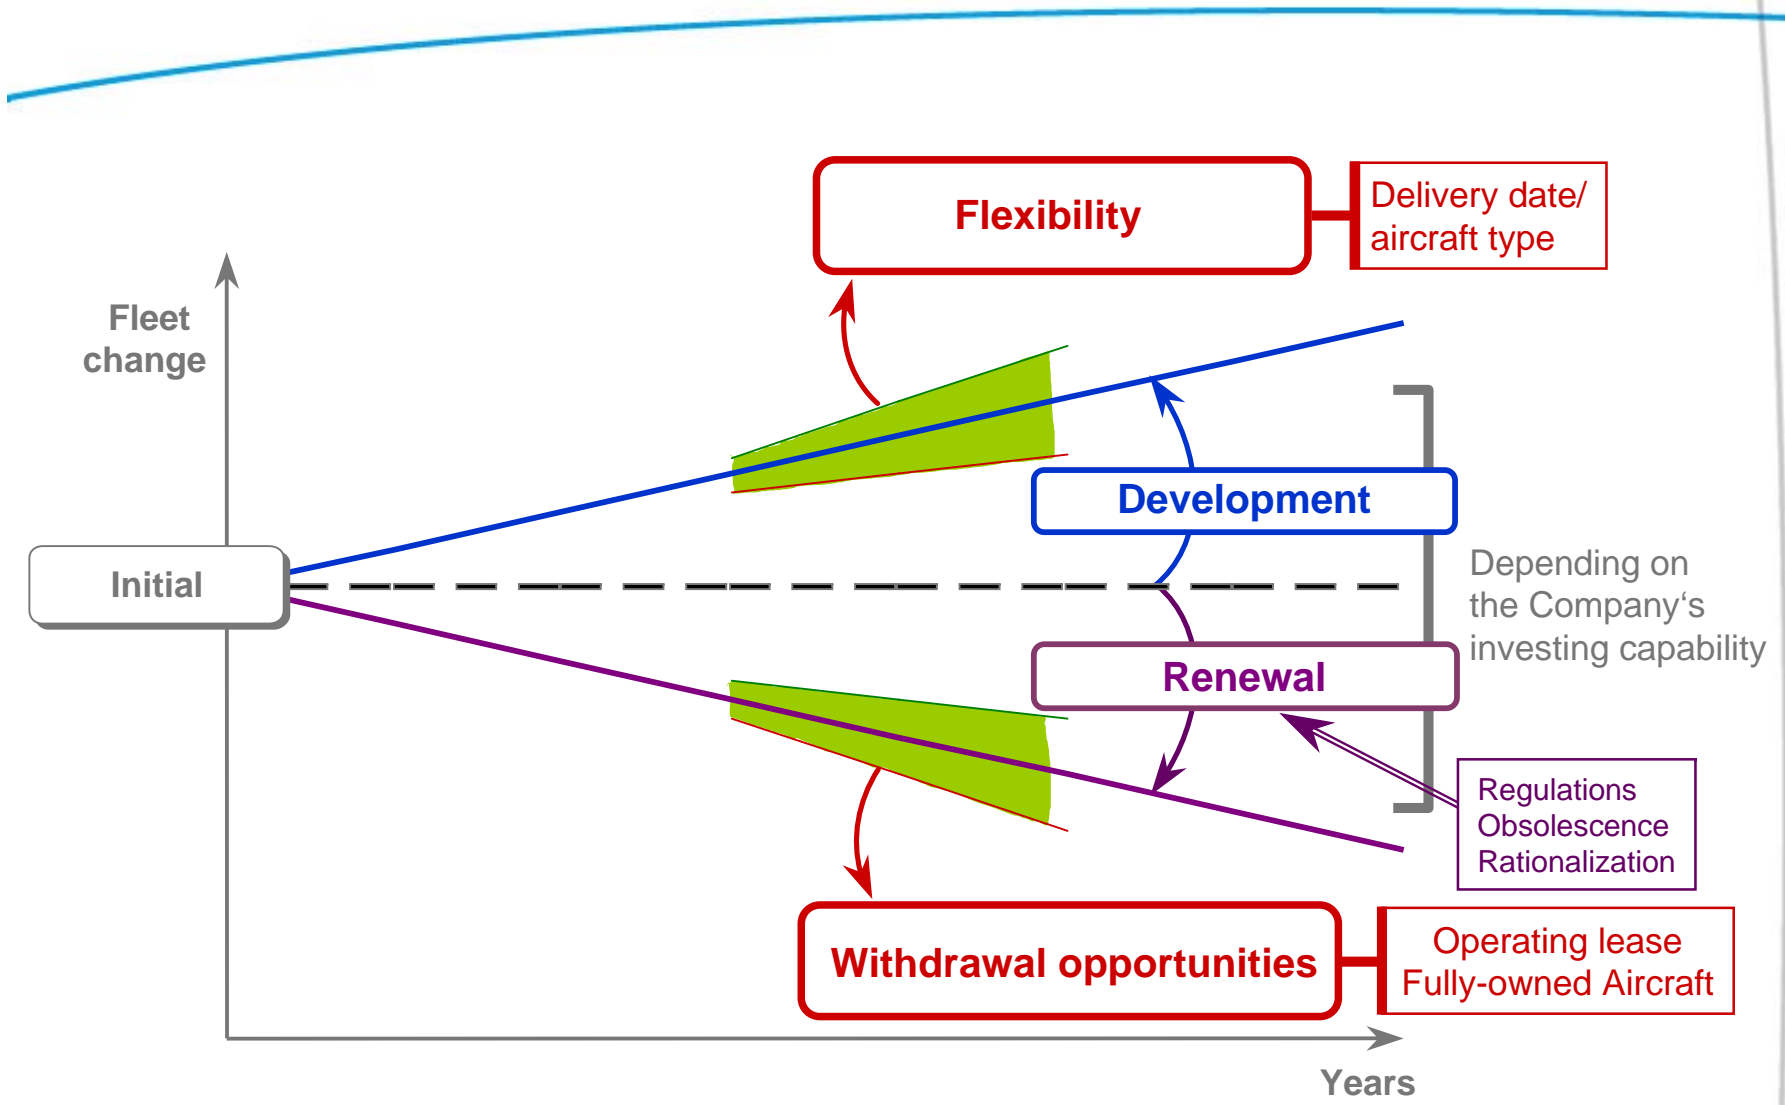 Flexibility
Delivery date/
aircraft type
Fleet
change
Development
Initial
Depending on
the Company‘s
investing capability
Renewal
Regulations
Obsolescence
Rationalization
Withdrawal opportunities
Operating lease
Fully-owned Aircraft
Years